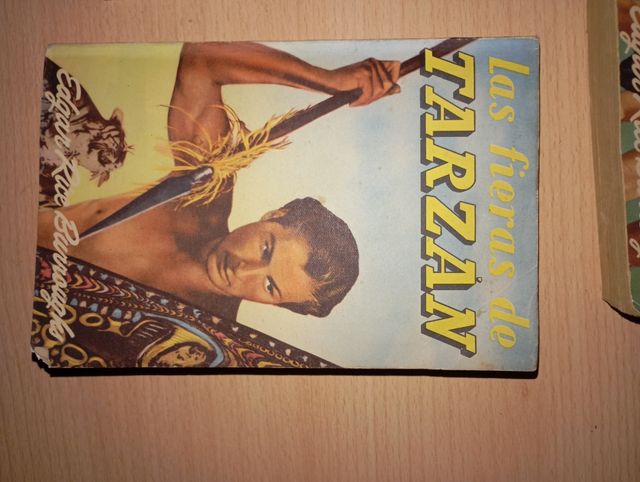 las fieras de
TARZÁN
Edgar Rice Burroughs